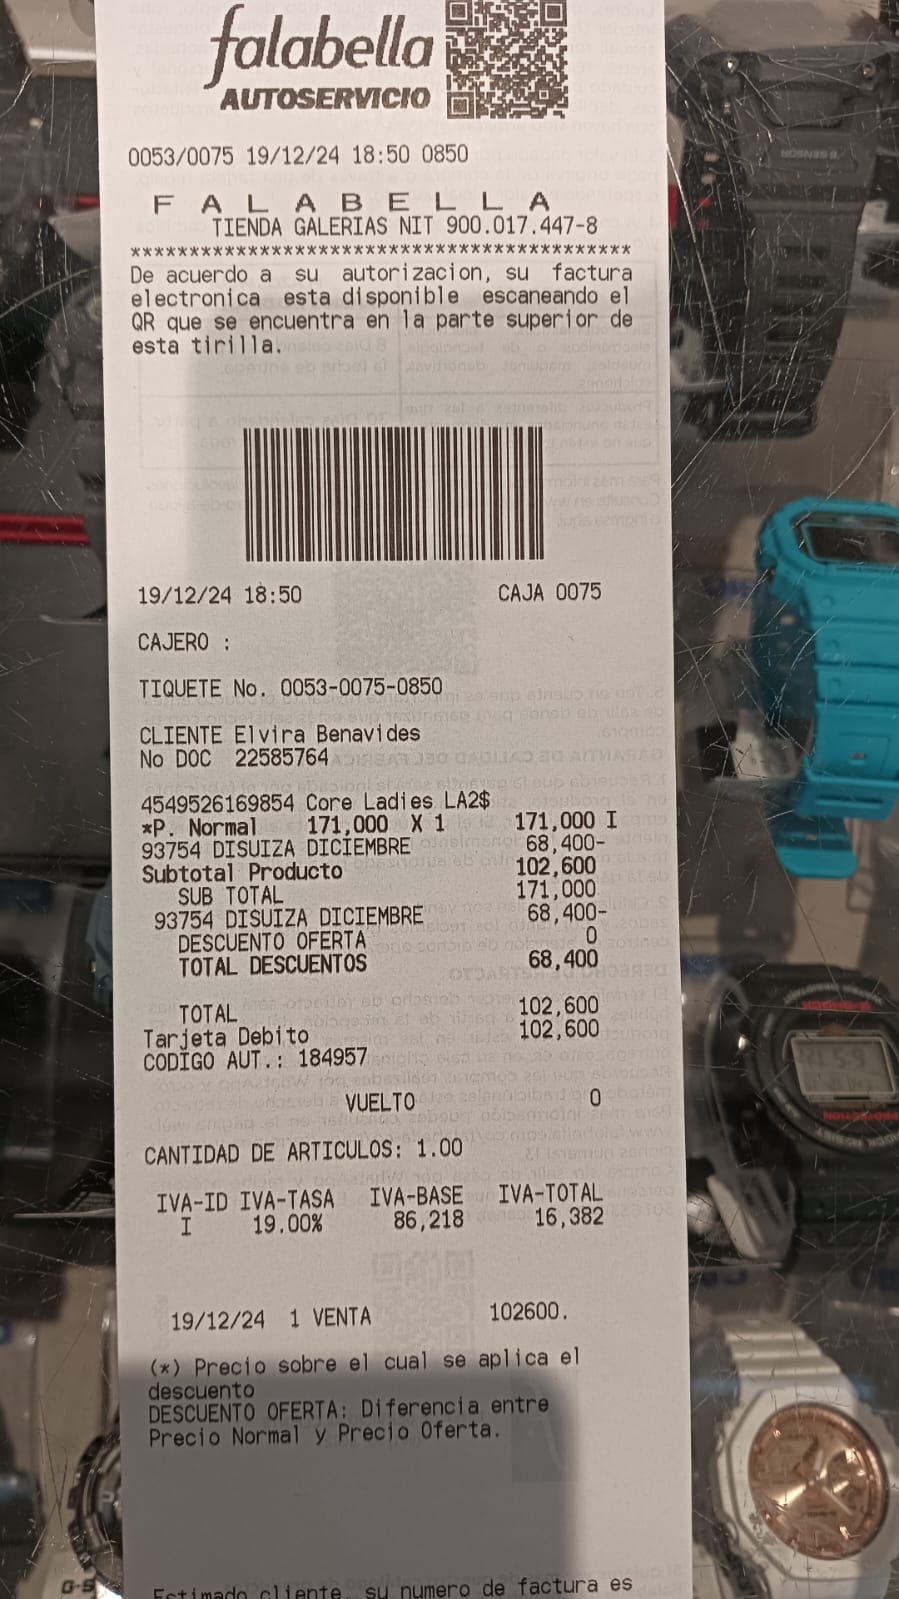 falabella
AUTOSERVICIO
0053/0075 19/12/24 18:50 0850
F A L A B E L L A
TIENDA GALERIAS NIT 900.017.447-8
*******************************************
De acuerdo a su autorizacion, su factura
electronica esta disponible escaneando el
QR que se encuentra en la parte superior de
esta tirilla.
19/12/24 18:50 CAJA 0075
CAJERO :
TIQUETE No. 0053-0075-0850
CLIENTE Elvira Benavides
No DOC 22585764
4549526169854 Core Ladies LA2$
*P. Normal 171,000 X 1 171,000 I
93754 DISUIZA DICIEMBRE 68,400-
Subtotal Producto 102,600
SUB TOTAL 171,000
93754 DISUIZA DICIEMBRE 68,400-
DESCUENTO OFERTA 0
TOTAL DESCUENTOS 68,400
TOTAL 102,600
Tarjeta Debito 102,600
CODIGO AUT.: 184957
VUELTO 0
CANTIDAD DE ARTICULOS: 1.00
IVA-ID IVA-TASA IVA-BASE IVA-TOTAL
I 19.00% 86,218 16,382
19/12/24 1 VENTA 102600.
(*) Precio sobre el cual se aplica el
descuento
DESCUENTO OFERTA: Diferencia entre
Precio Normal y Precio Oferta.
Estimado cliente, su numero de factura es